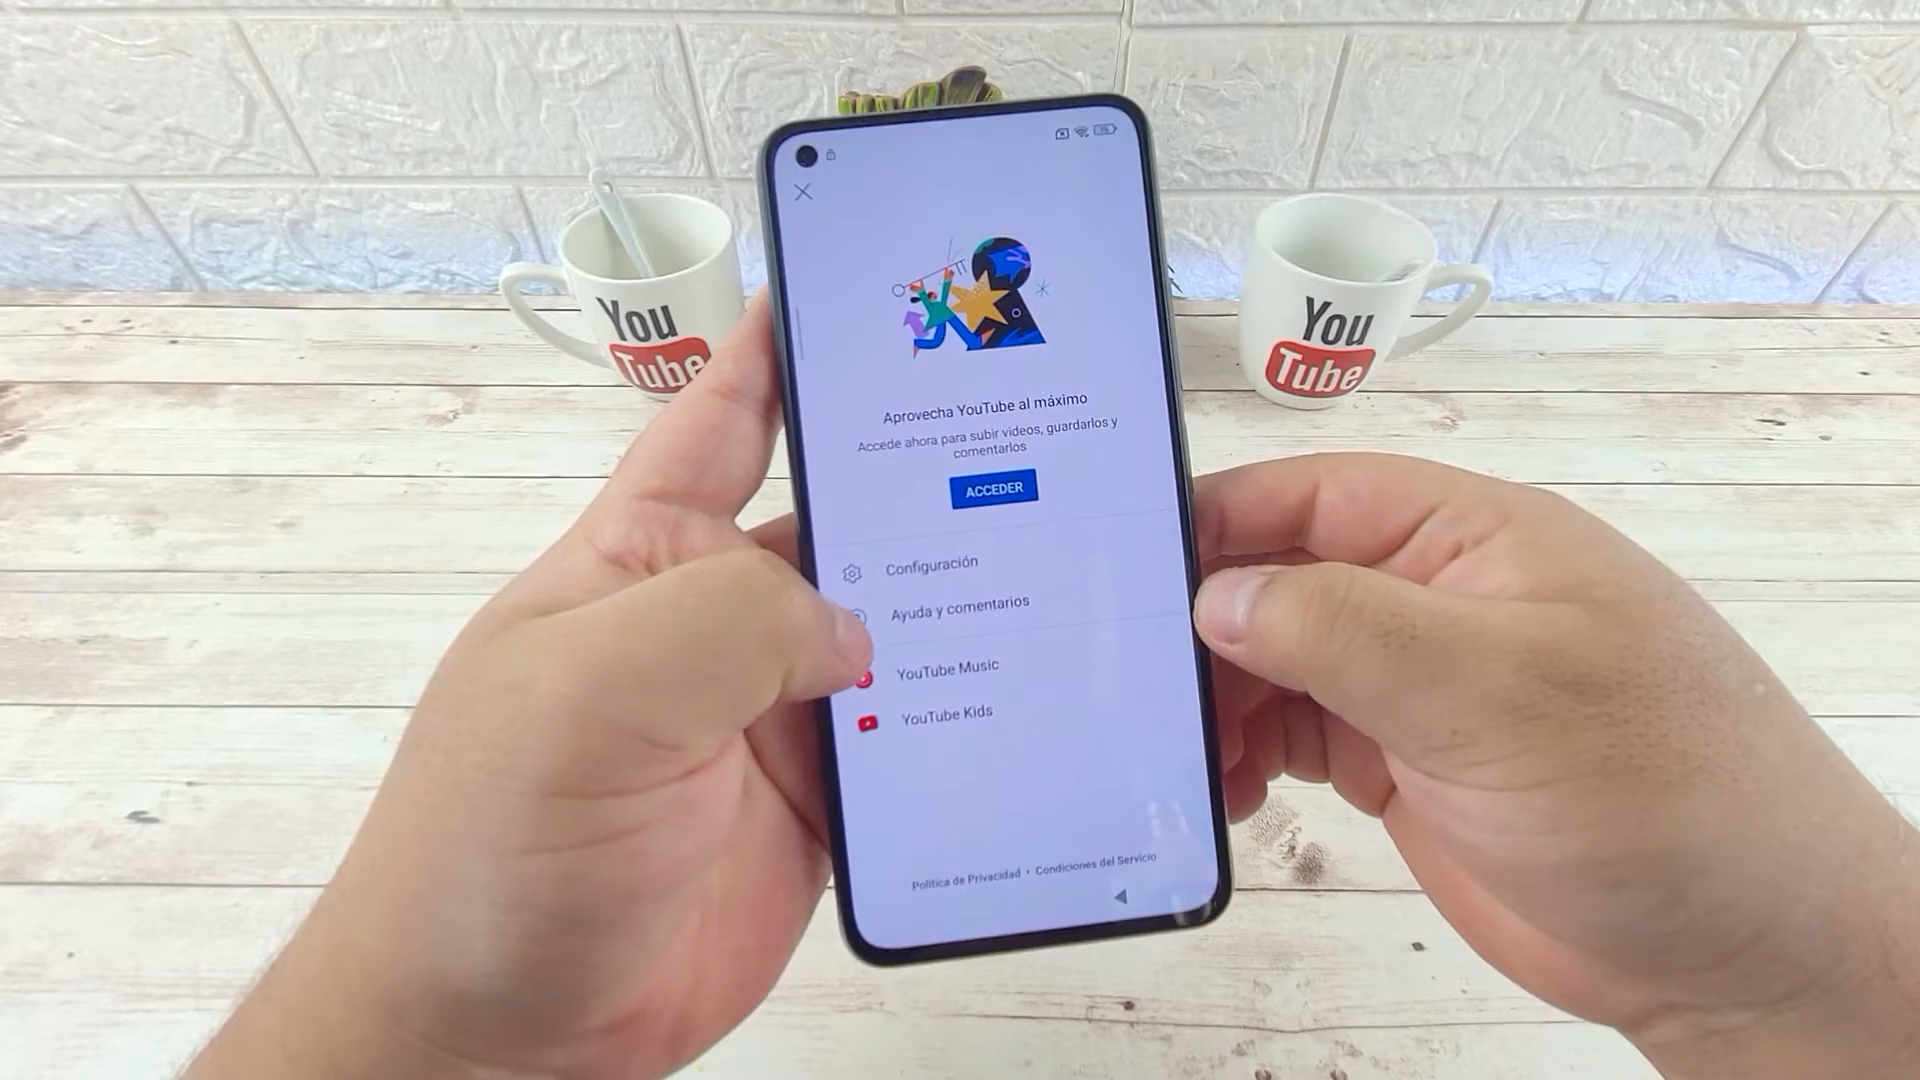 You
Tube
You
Tube
Aprovecha YouTube al máximo
Accede ahora para subir videos, guardarlos y
comentarlos
ACCEDER
Configuración
Ayuda y comentarios
YouTube Music
YouTube Kids
Política de Privacidad • Condiciones del Servicio